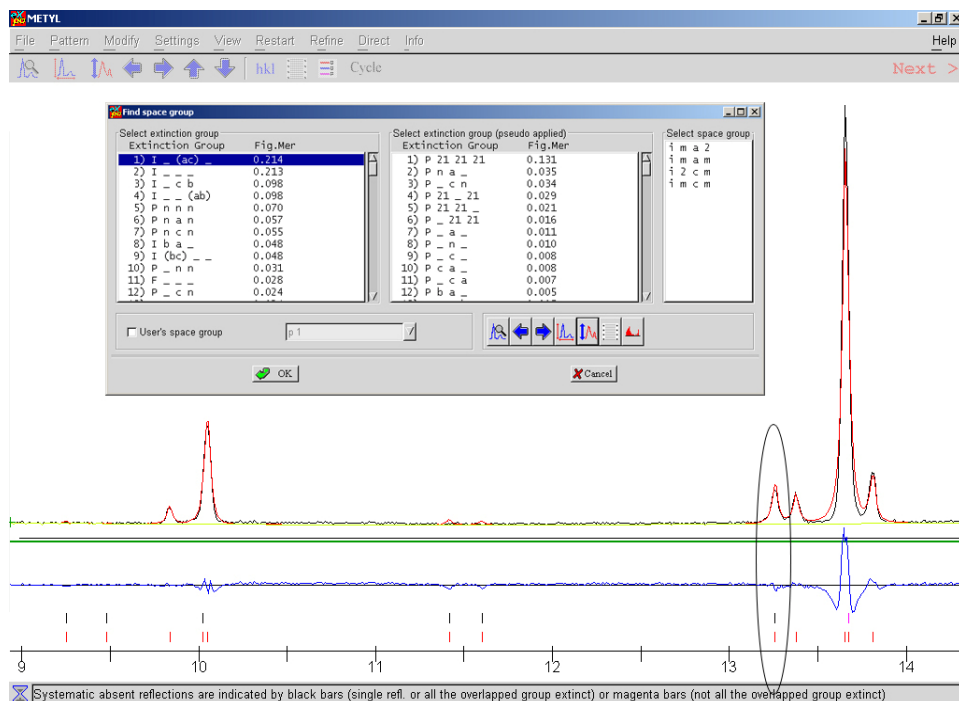 METYL
File Pattern Modify Settings View Restart Refine Direct Info Help
hkl Cycle Next >
Find space group
Select extinction group
Extinction Group Fig.Mer
1) I _ (ac) _ 0.214
2) I _ _ _ 0.213
3) I _ c b 0.098
4) I _ _ (ab) 0.098
5) P n n n 0.070
6) P n a n 0.057
7) P n c n 0.055
8) I b a _ 0.048
9) I (bc) _ _ 0.048
10) P _ n n 0.031
11) F _ _ _ 0.028
12) P _ c n 0.024
Select extinction group (pseudo applied)
Extinction Group Fig.Mer
1) P 21 21 21 0.131
2) P n a _ 0.035
3) P _ c n 0.034
4) P 21 _ 21 0.029
5) P 21 21 _ 0.021
6) P _ 21 21 0.016
7) P _ a _ 0.011
8) P _ n _ 0.010
9) P _ c _ 0.008
10) P c a _ 0.008
11) P _ c a 0.007
12) P b a _ 0.005
Select space group
i m a 2
i m a m
i 2 c m
i m c m
User's space group p 1
OK Cancel
9 10 11 12 13 14
Systematic absent reflections are indicated by black bars (single refl. or all the overlapped group extinct) or magenta bars (not all the overlapped group extinct)